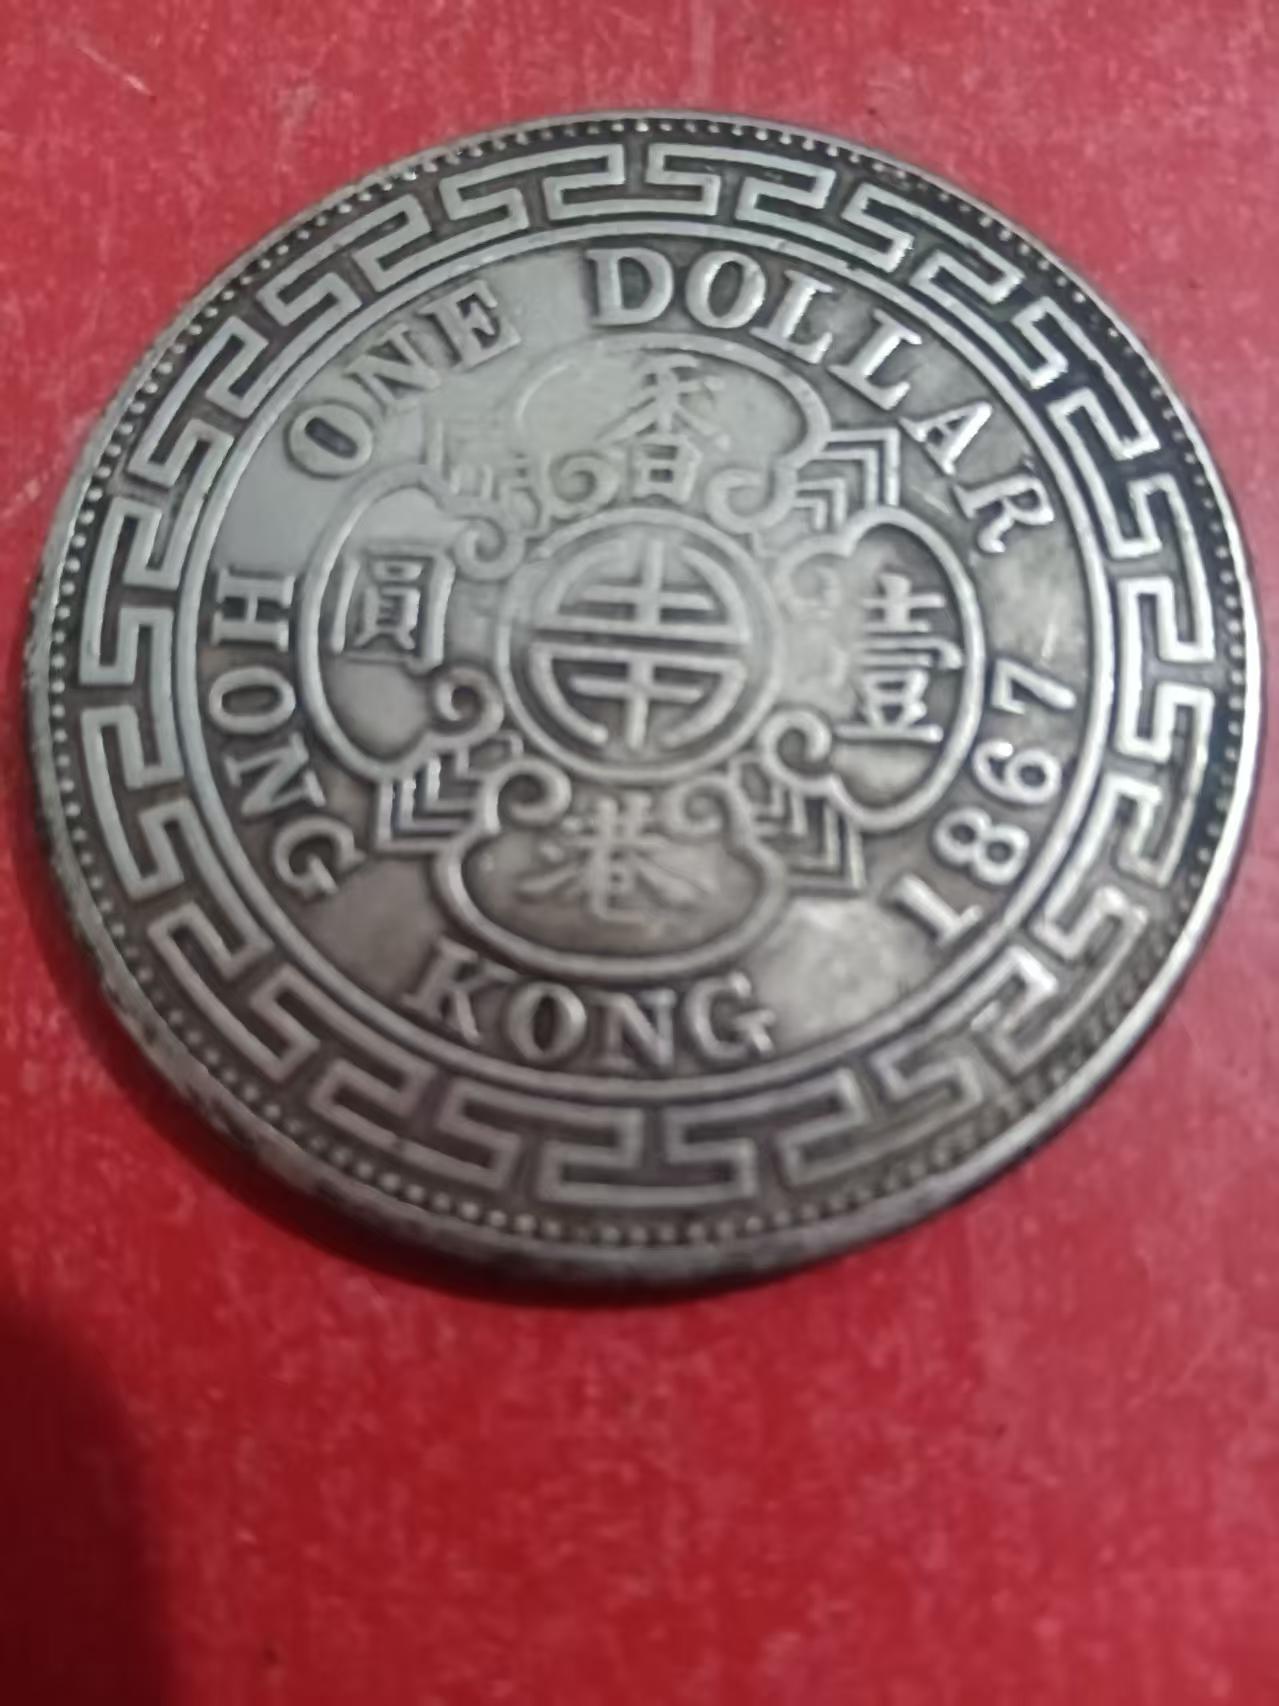 ONE DOLLAR
HONG KONG
1867
香
港
壹
圓